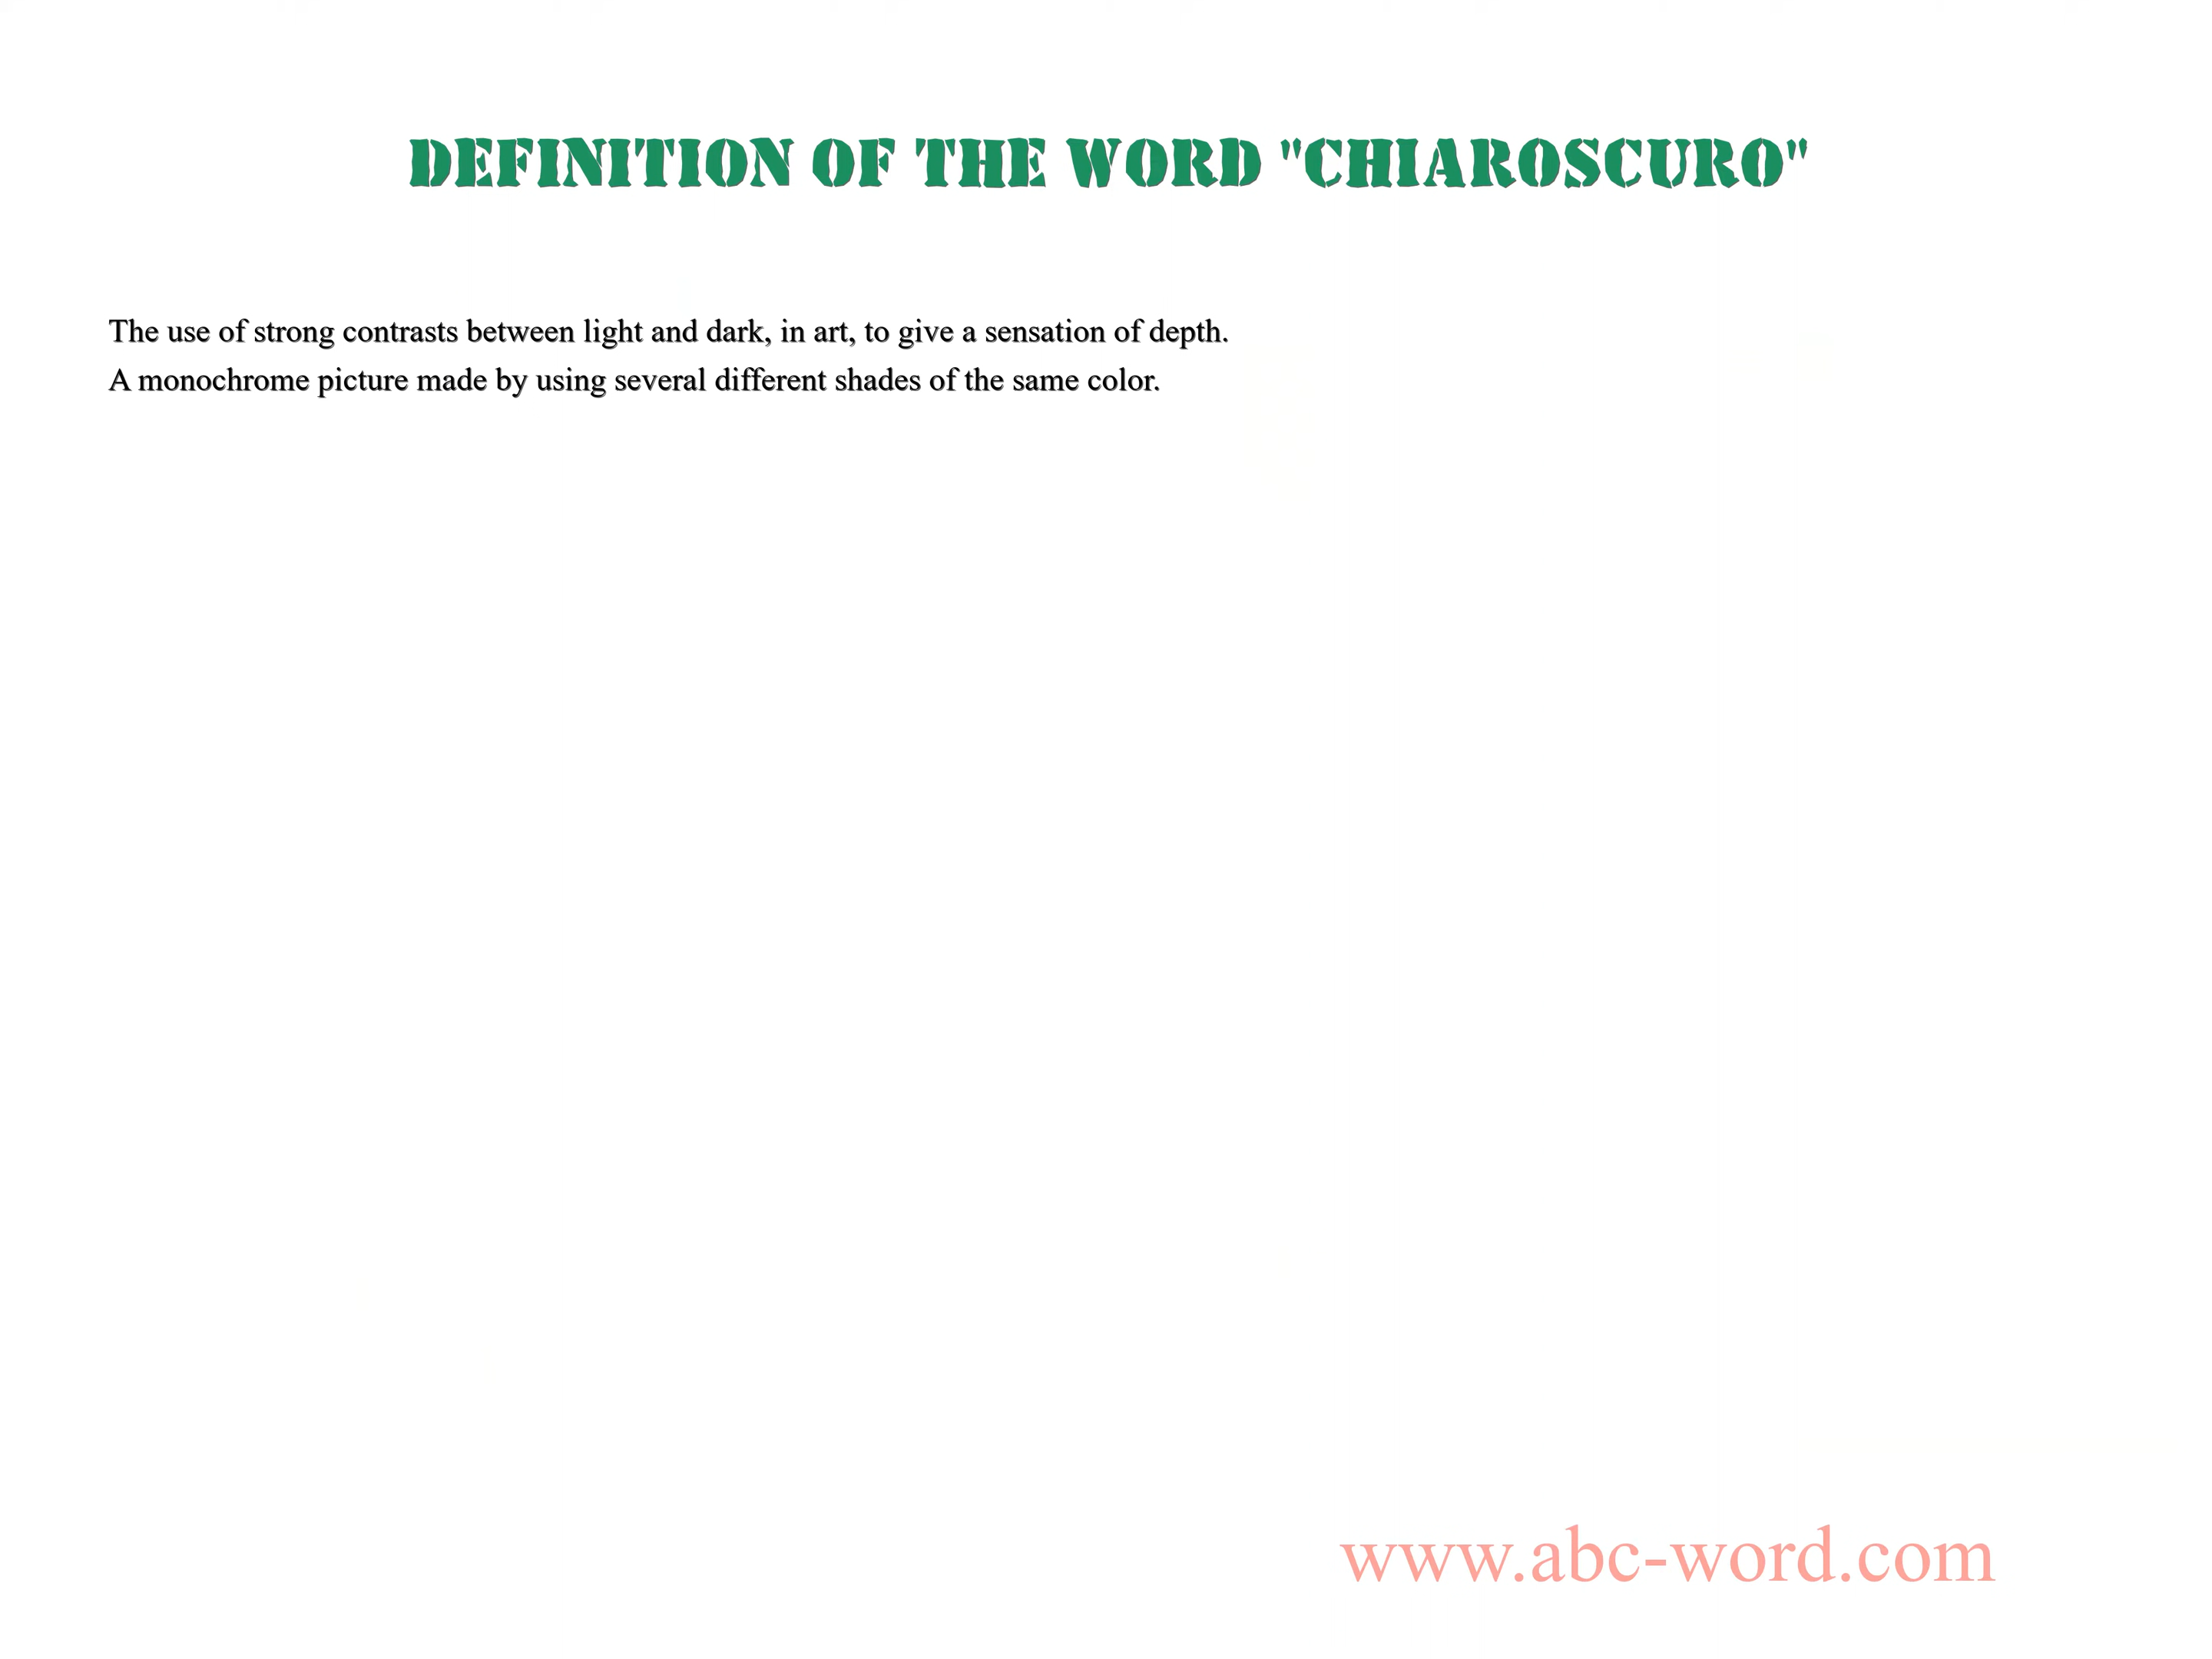 DEFINITION OF THE WORD "CHIAROSCURO"
The use of strong contrasts between light and dark, in art, to give a sensation of depth.
A monochrome picture made by using several different shades of the same color.
www.abc-word.com